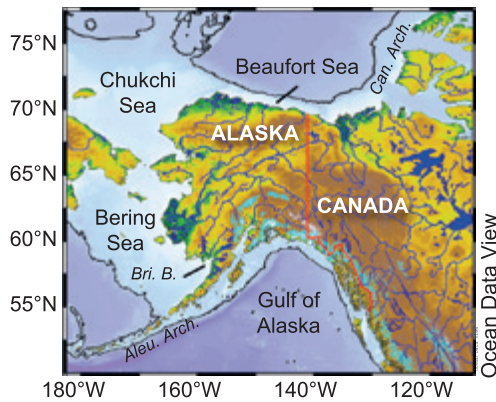 75°N
70°N
65°N
60°N
55°N
Chukchi
Sea
Beaufort Sea
Can. Arch.
ALASKA
CANADA
Bering
Sea
Bri. B.
Gulf of
Alaska
Aleu. Arch.
Ocean Data View
180°W
160°W
140°W
120°W